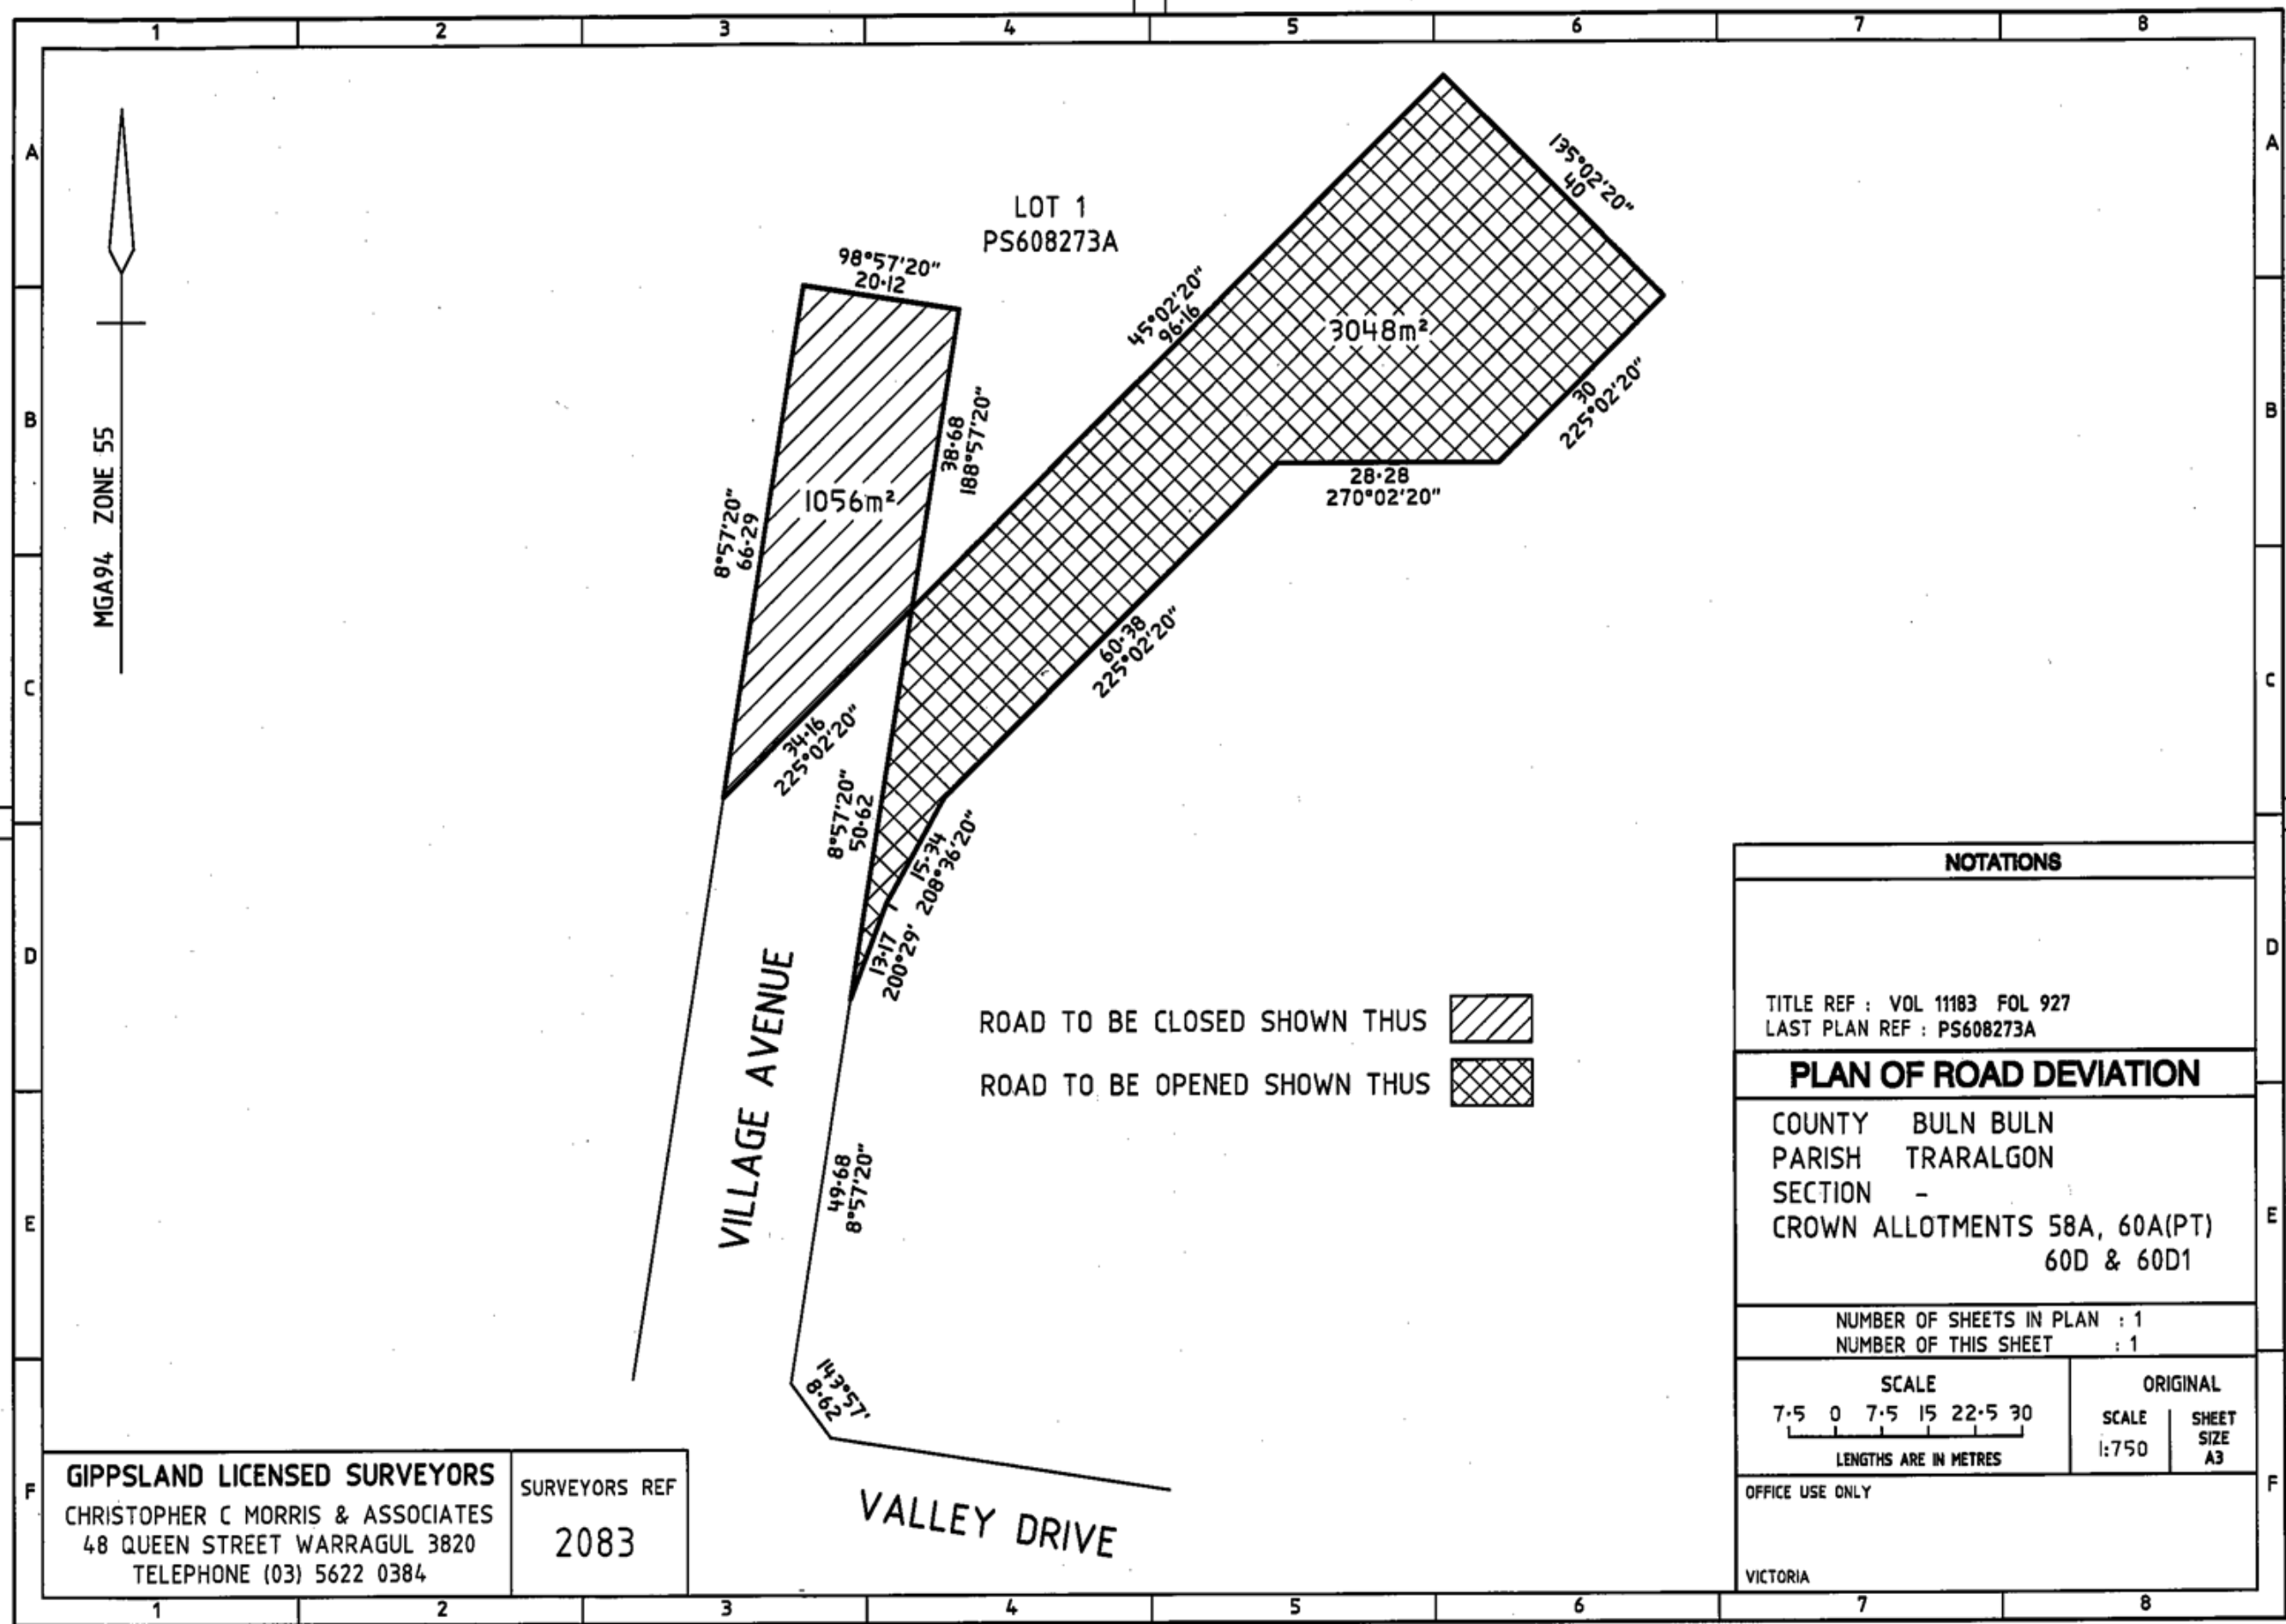 1 2 3 4 5 6 7 8
A
B
C
D
E
F
A
B
C
D
E
F
MGA94 ZONE 55
LOT 1
PS608273A
98°57'20"
20·12
135°02'20"
40
45°02'20"
96·16
3048m²
30
225°02'20"
38·68
188°57'20"
28·28
270°02'20"
1056m²
8°57'20"
66·29
60·38
225°02'20"
34·16
225°02'20"
8°57'20"
50·62
15·34
208°36'20"
13·17
200°29'
VILLAGE AVENUE
49·68
8°57'20"
ROAD TO BE CLOSED SHOWN THUS
ROAD TO BE OPENED SHOWN THUS
143°57'
8·62
VALLEY DRIVE
NOTATIONS
TITLE REF : VOL 11183 FOL 927
LAST PLAN REF : PS608273A
PLAN OF ROAD DEVIATION
COUNTY BULN BULN
PARISH TRARALGON
SECTION -
CROWN ALLOTMENTS 58A, 60A(PT)
60D & 60D1
NUMBER OF SHEETS IN PLAN : 1
NUMBER OF THIS SHEET : 1
SCALE
7·5 0 7·5 15 22·5 30
LENGTHS ARE IN METRES
ORIGINAL
SCALE
1:750
SHEET
SIZE
A3
OFFICE USE ONLY
VICTORIA
GIPPSLAND LICENSED SURVEYORS
CHRISTOPHER C MORRIS & ASSOCIATES
48 QUEEN STREET WARRAGUL 3820
TELEPHONE (03) 5622 0384
SURVEYORS REF
2083
1 2 3 4 5 6 7 8